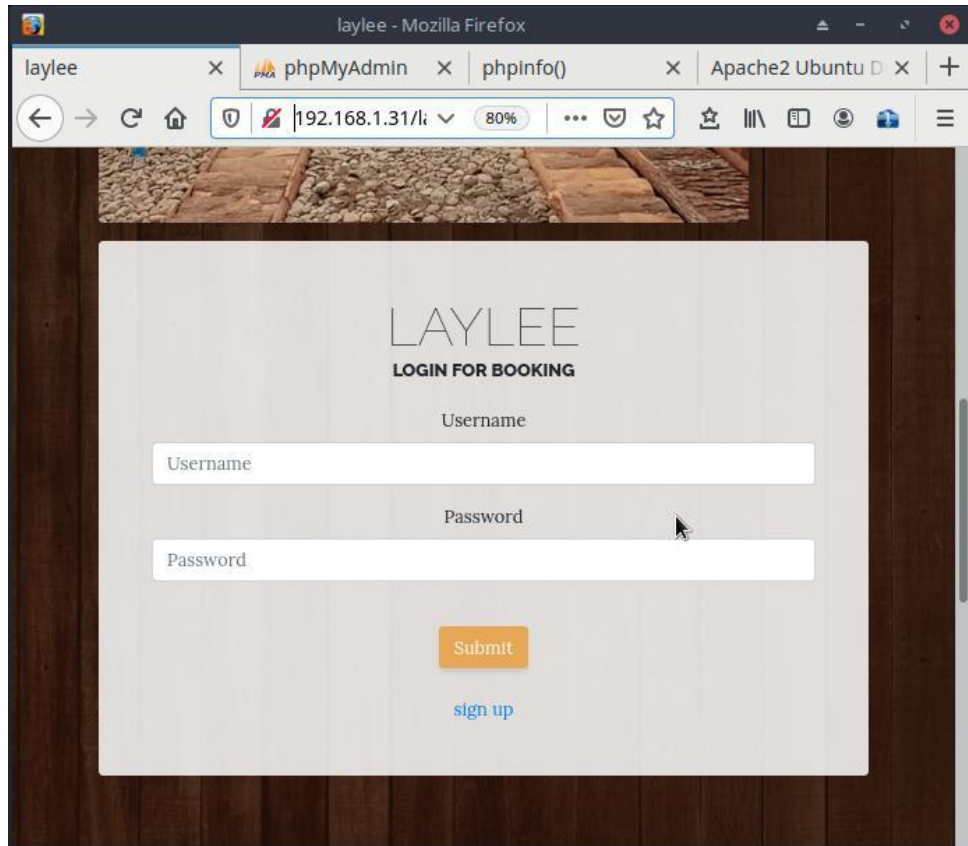 laylee - Mozilla Firefox
laylee phpMyAdmin phpinfo() Apache2 Ubuntu D
192.168.1.31/la 80%
LAYLEE
LOGIN FOR BOOKING
Username
Username
Password
Password
Submit
sign up